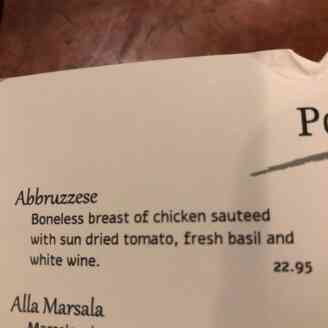 Abbruzzese
Boneless breast of chicken sauteed
with sun dried tomato, fresh basil and
white wine.
22.95
Alla Marsala